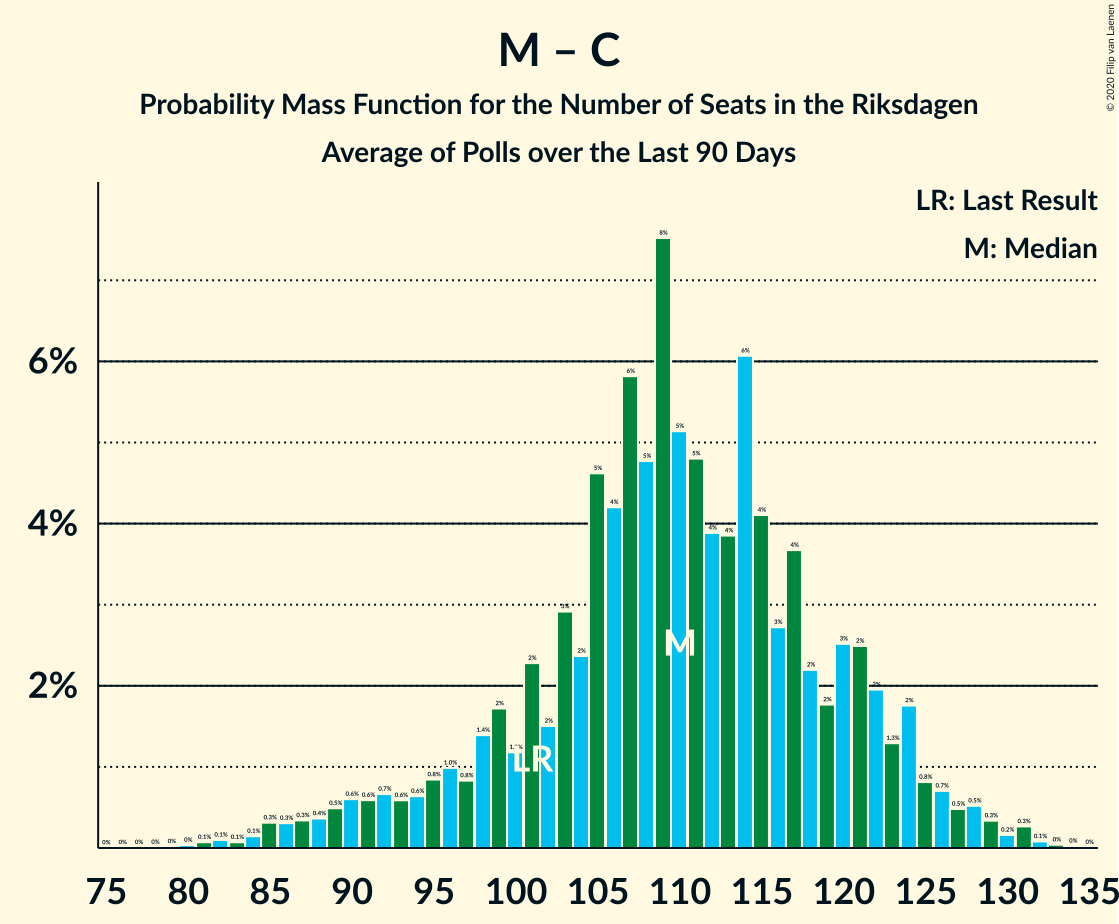 M – C
Probability Mass Function for the Number of Seats in the Riksdagen
Average of Polls over the Last 90 Days
© 2020 Filip van Laenen
LR: Last Result
M: Median
6%
4%
2%
0% 0% 0% 0% 0% 0% 0.1% 0.1% 0.1% 0.1% 0.3% 0.3% 0.3% 0.4% 0.5% 0.6% 0.6% 0.7% 0.6% 0.6% 0.8% 1.0% 0.8% 1.4% 2% 2% 2% 3% 2% 5% 4% 6% 5% 8% 5% 5% 4% 4% 6% 4% 3% 4% 2% 2% 3% 2% 2% 1.3% 2% 0.8% 0.7% 0.5% 0.5% 0.3% 0.2% 0.3% 0.1% 0% 0% 0%
LR
M
75 80 85 90 95 100 105 110 115 120 125 130 135